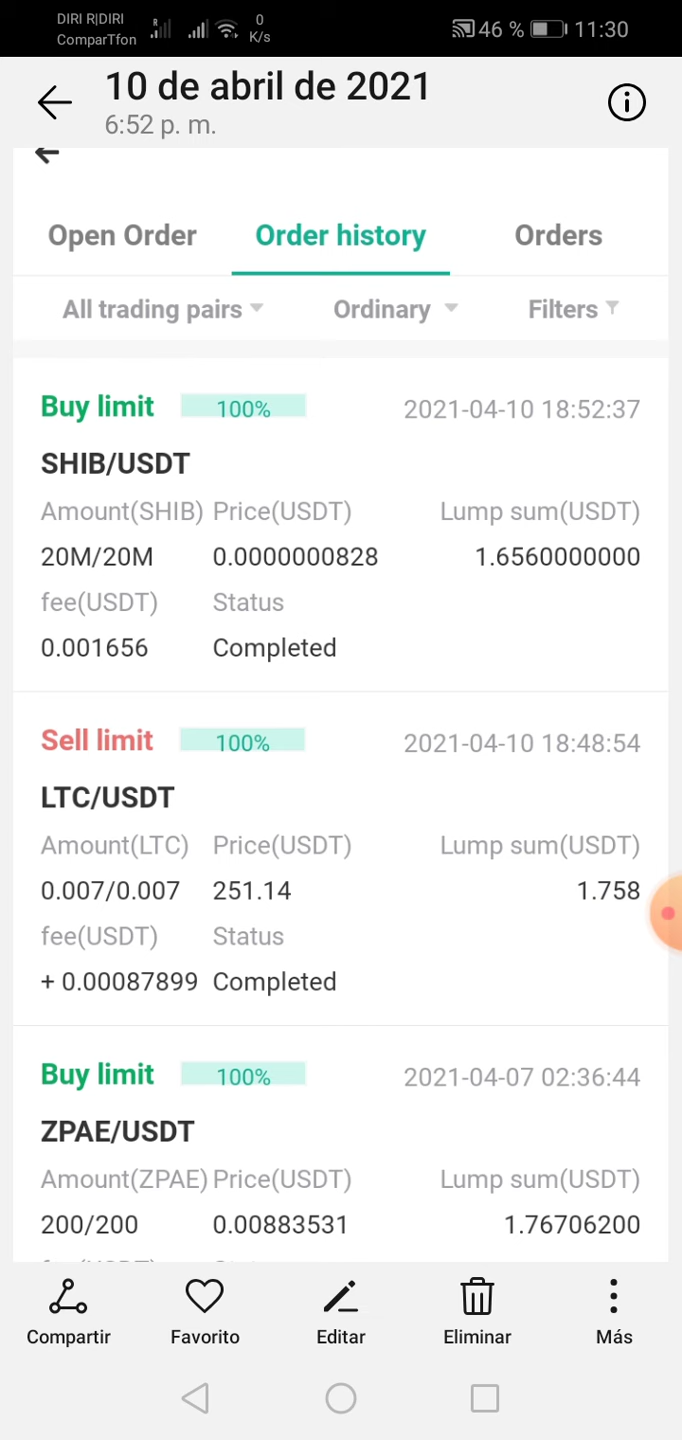 DIRI R|DIRI
ComparTfon
R
0
K/s
46 %
11:30
10 de abril de 2021
6:52 p. m.
Open Order Order history Orders
All trading pairs Ordinary Filters
Buy limit 100% 2021-04-10 18:52:37
SHIB/USDT
Amount(SHIB) Price(USDT) Lump sum(USDT)
20M/20M 0.0000000828 1.6560000000
fee(USDT) Status
0.001656 Completed
Sell limit 100% 2021-04-10 18:48:54
LTC/USDT
Amount(LTC) Price(USDT) Lump sum(USDT)
0.007/0.007 251.14 1.758
fee(USDT) Status
+ 0.00087899 Completed
Buy limit 100% 2021-04-07 02:36:44
ZPAE/USDT
Amount(ZPAE) Price(USDT) Lump sum(USDT)
200/200 0.00883531 1.76706200
Compartir Favorito Editar Eliminar Más